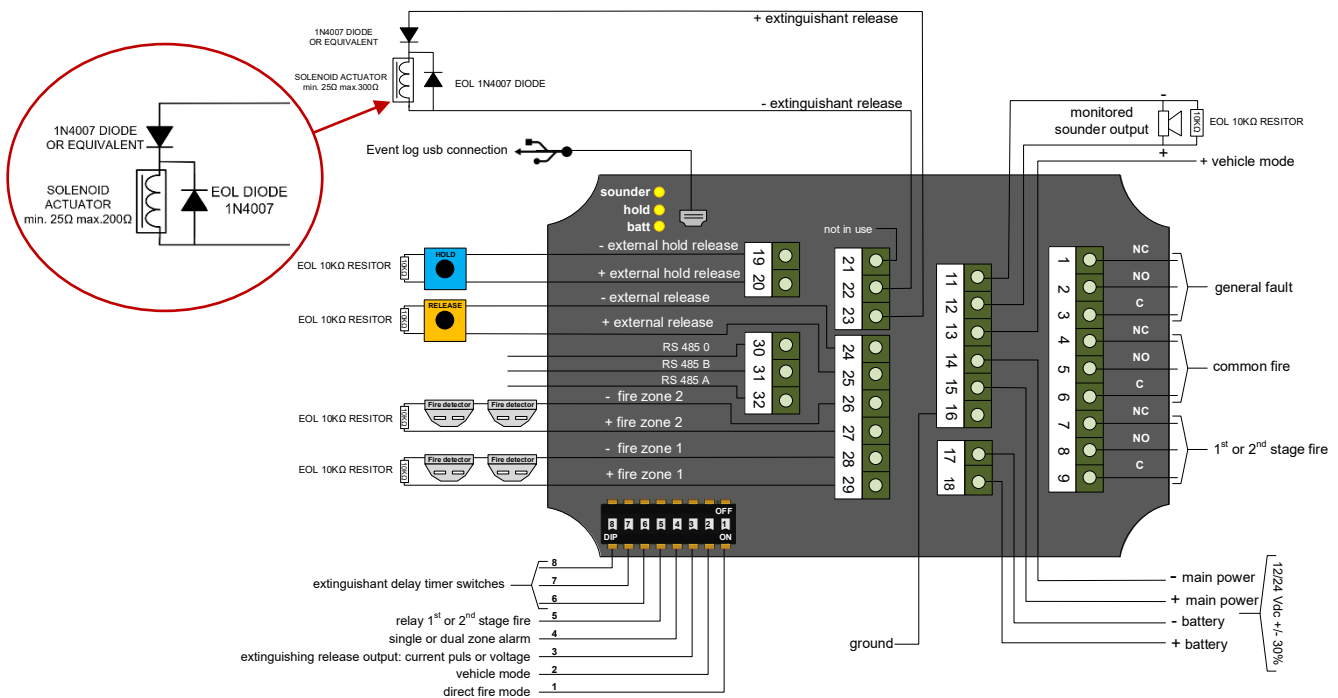 + extinguishant release
1N4007 DIODE
OR EQUIVALENT
SOLENOID ACTUATOR
min. 25Ω max.300Ω
EOL 1N4007 DIODE
- extinguishant release
1N4007 DIODE
OR EQUIVALENT
SOLENOID
ACTUATOR
min. 25Ω max.200Ω
EOL DIODE
1N4007
Event log usb connection
-
monitored
sounder output
+
10KΩ
EOL 10KΩ RESITOR
+ vehicle mode
sounder
hold
batt
not in use
EOL 10KΩ RESITOR
10KΩ
HOLD
- external hold release
+ external hold release
19
20
EOL 10KΩ RESITOR
10KΩ
RELEASE
- external release
+ external release
RS 485 0
RS 485 B
RS 485 A
30
31
32
EOL 10KΩ RESITOR
10KΩ
Fire detector
Fire detector
- fire zone 2
+ fire zone 2
EOL 10KΩ RESITOR
10KΩ
Fire detector
Fire detector
- fire zone 1
+ fire zone 1
21
22
23
24
25
26
27
28
29
11
12
13
14
15
16
17
18
1
2
3
4
5
6
7
8
9
NC
NO
C
NC
NO
C
NC
NO
C
general fault
common fire
1st or 2nd stage fire
OFF
8 7 6 5 4 3 2 1
DIP
ON
extinguishant delay timer switches
8
7
6
relay 1st or 2nd stage fire 5
single or dual zone alarm 4
extinguishing release output: current puls or voltage 3
vehicle mode 2
direct fire mode 1
ground
- main power
+ main power
- battery
+ battery
12/24 Vdc +/- 30%